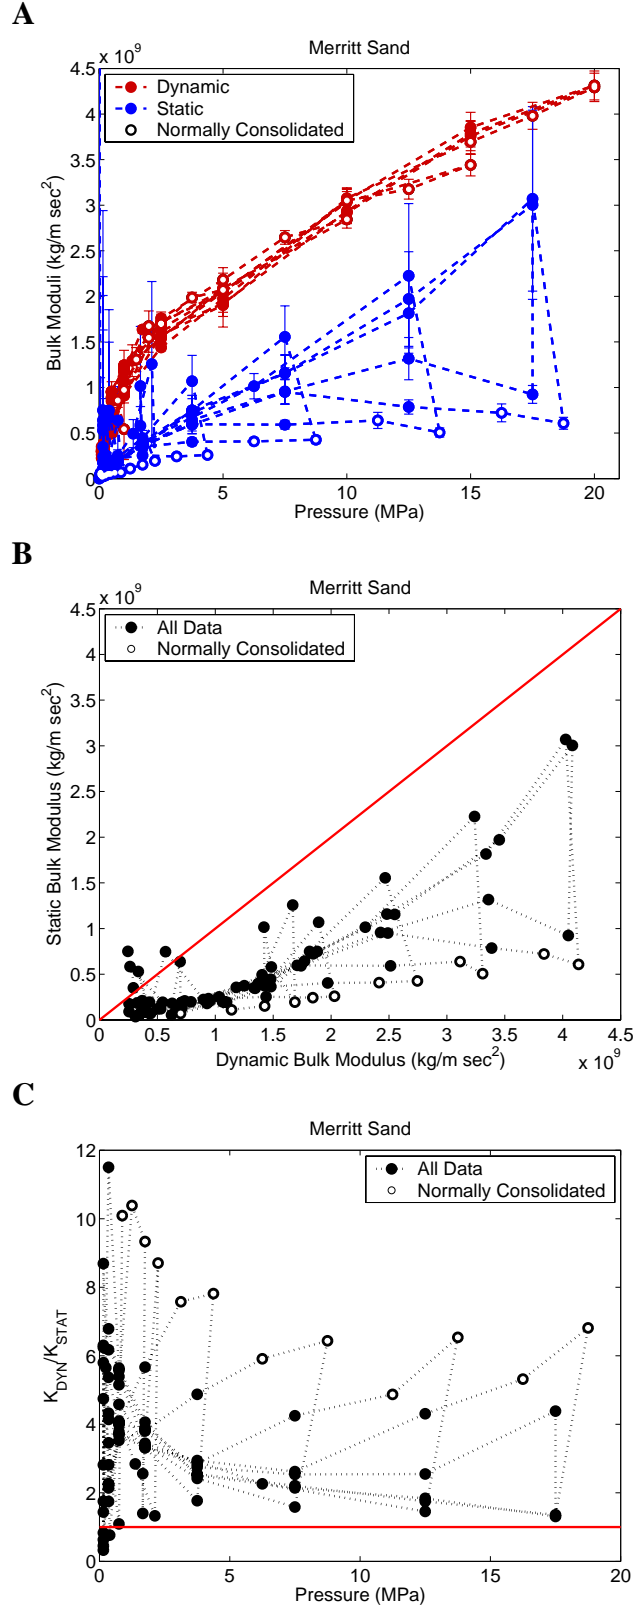 A
Merritt Sand
x 10^9
4.5
4
3.5
3
2.5
2
1.5
1
0.5
0
Bulk Moduli (kg/m sec^2)
Dynamic
Static
Normally Consolidated
0 5 10 15 20
Pressure (MPa)
B
Merritt Sand
x 10^9
4.5
4
3.5
3
2.5
2
1.5
1
0.5
0
Static Bulk Modulus (kg/m sec^2)
All Data
Normally Consolidated
0 0.5 1 1.5 2 2.5 3 3.5 4 4.5
Dynamic Bulk Modulus (kg/m sec^2)
x 10^9
C
Merritt Sand
12
10
8
6
4
2
0
K_DYN/K_STAT
All Data
Normally Consolidated
0 5 10 15 20
Pressure (MPa)